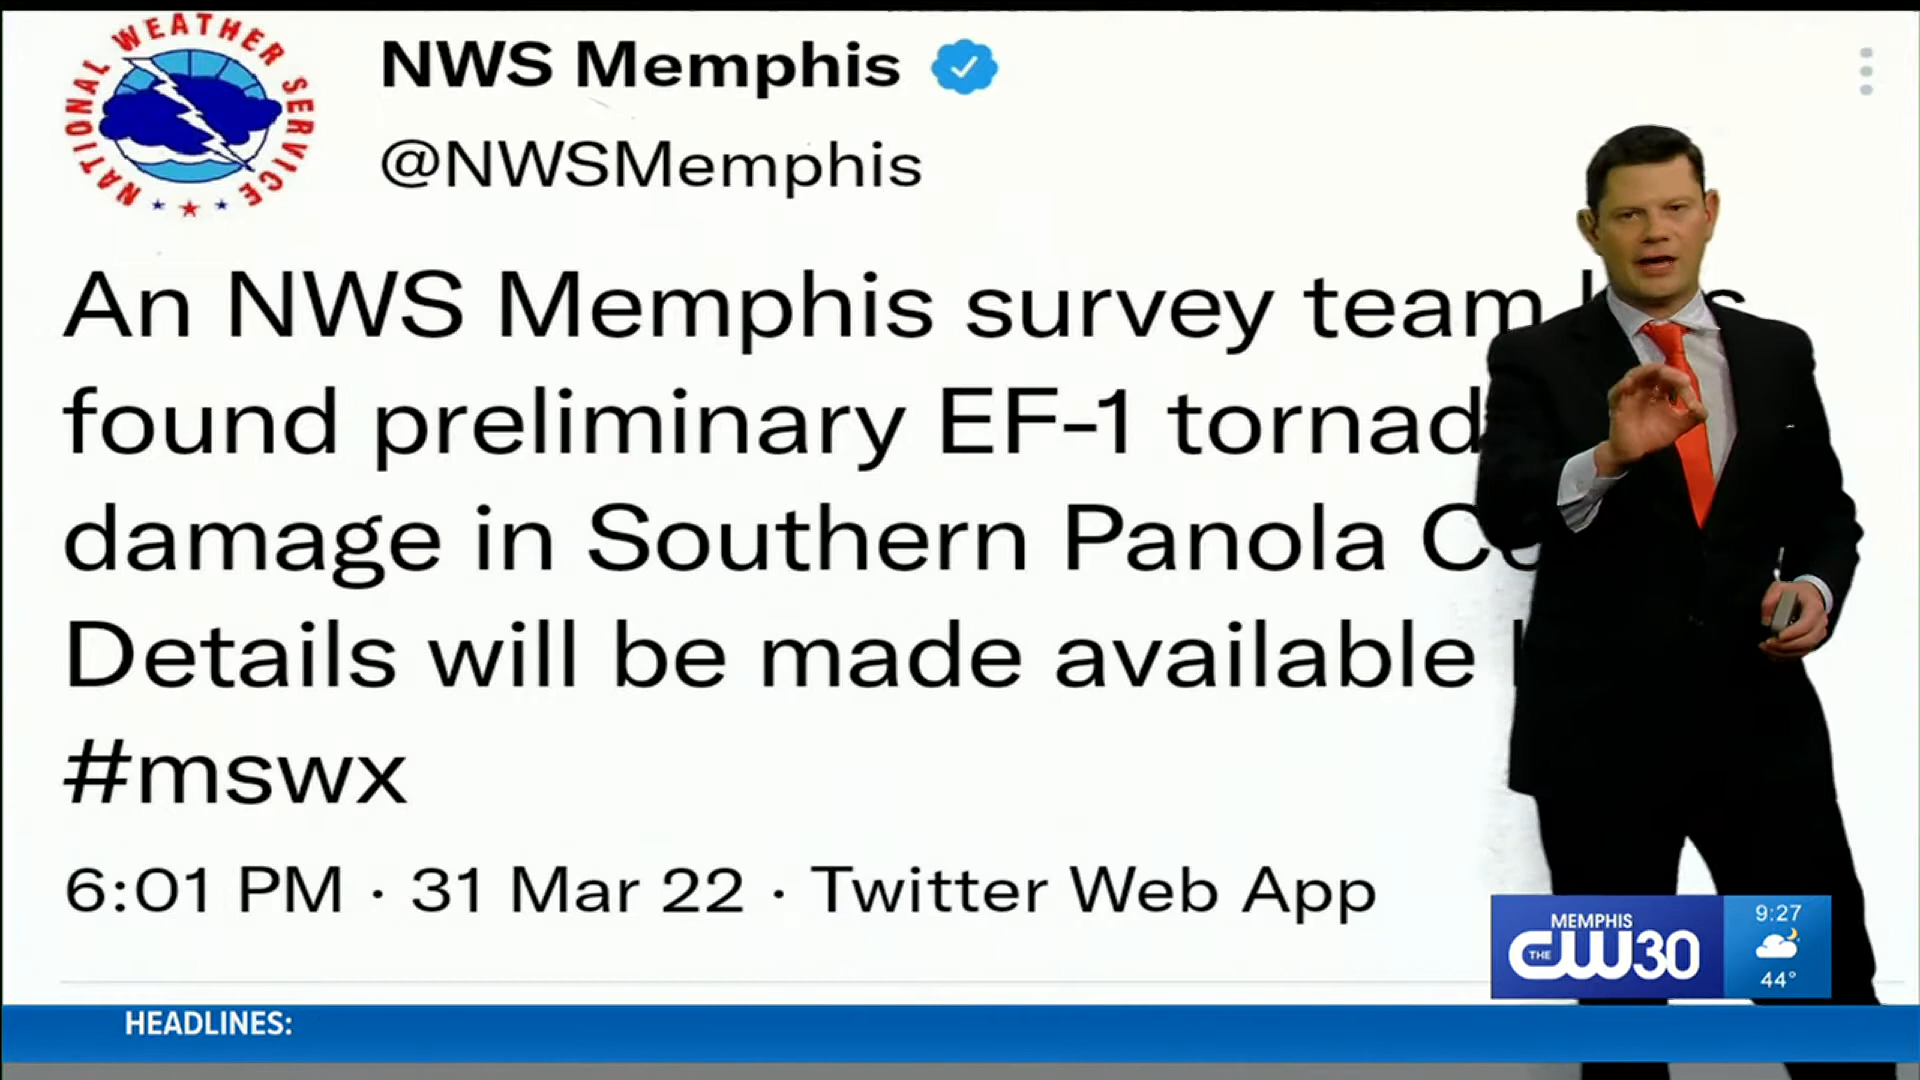 NATIONAL WEATHER SERVICE
NWS Memphis
@NWSMemphis
An NWS Memphis survey team
found preliminary EF-1
damage in Southern Panola
Details will be made available
#mswx
6:01 PM · 31 Mar 22 · Twitter Web App
MEMPHIS
THE CW30
9:27
44°
HEADLINES: